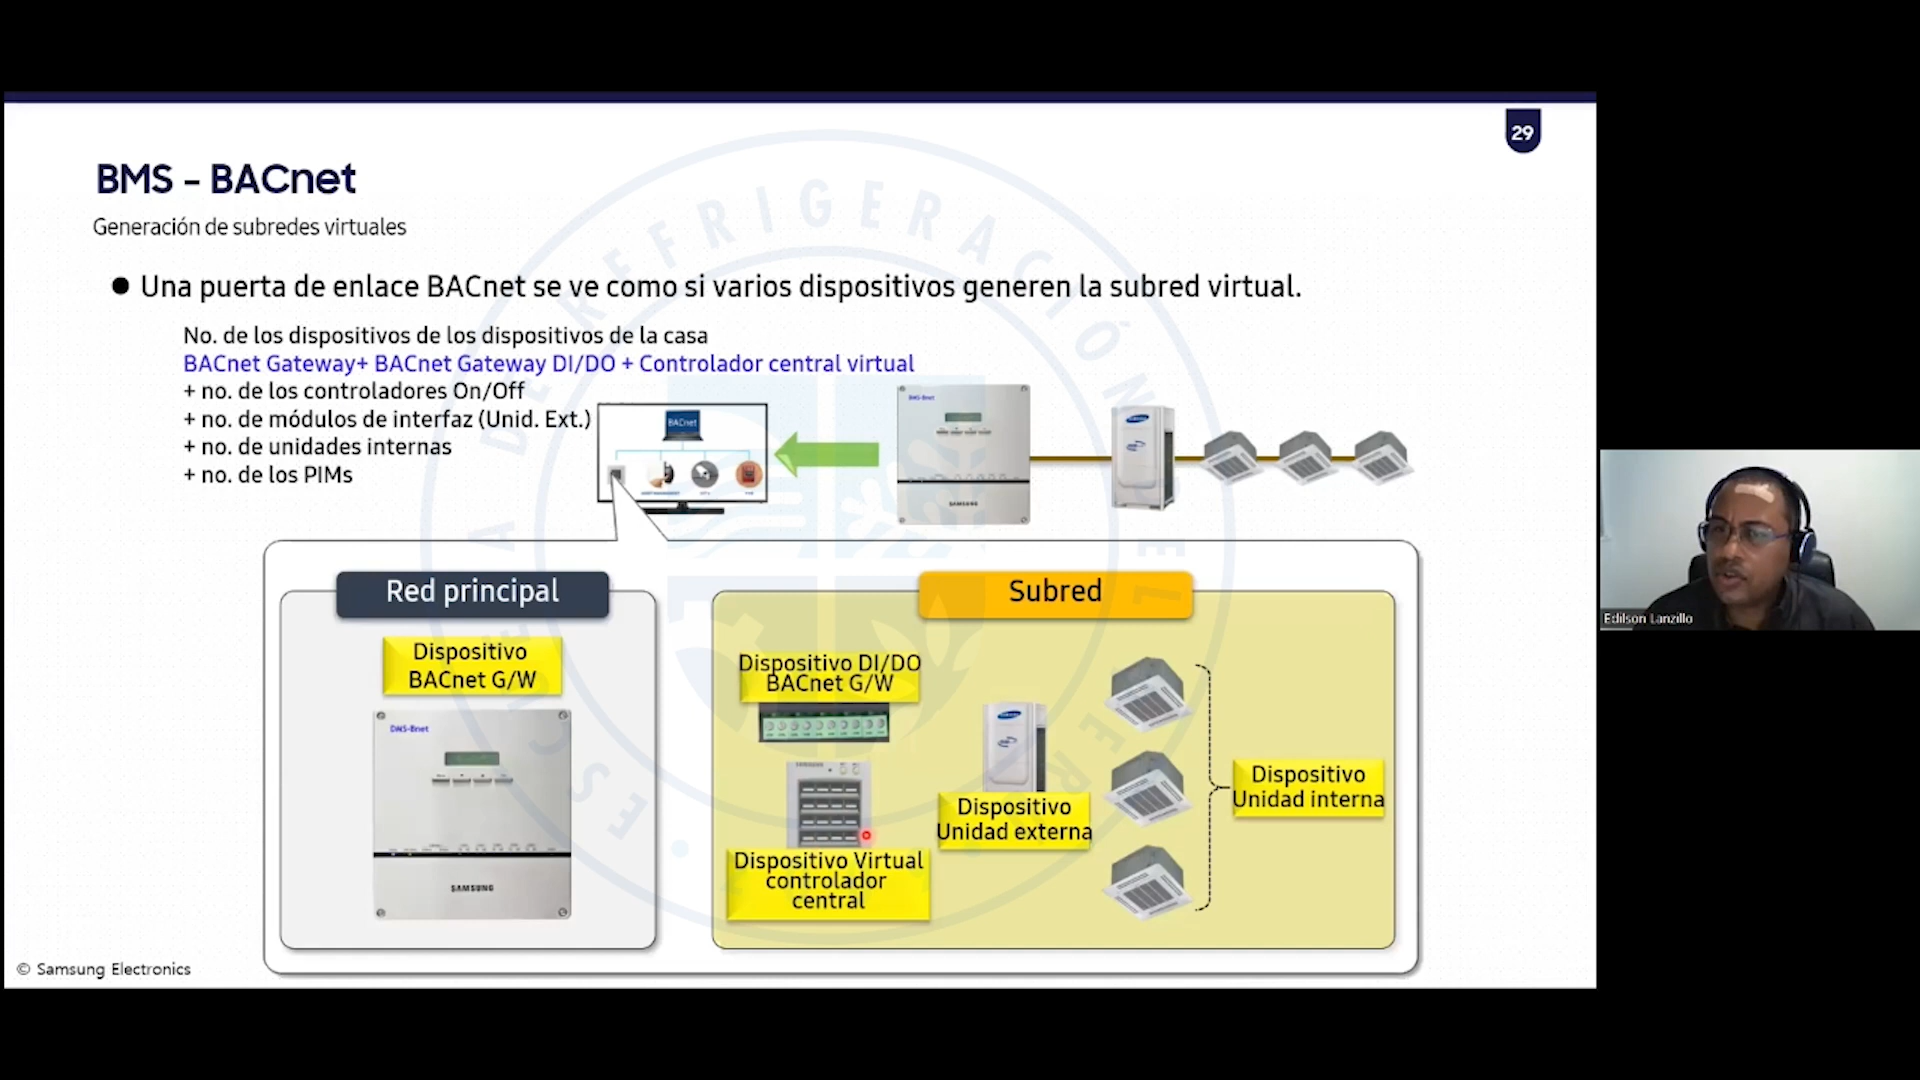 29
BMS - BACnet
Generación de subredes virtuales
● Una puerta de enlace BACnet se ve como si varios dispositivos generen la subred virtual.
No. de los dispositivos de los dispositivos de la casa
BACnet Gateway+ BACnet Gateway DI/DO + Controlador central virtual
+ no. de los controladores On/Off
+ no. de módulos de interfaz (Unid. Ext.)
+ no. de unidades internas
+ no. de los PIMs
BACnet
SAMSUNG
Red principal
Dispositivo
BACnet G/W
DMS-Bnet
SAMSUNG
Subred
Dispositivo DI/DO
BACnet G/W
SAMSUNG
Dispositivo Virtual
controlador
central
Dispositivo
Unidad externa
Dispositivo
Unidad interna
© Samsung Electronics
Edilson Lanzillo